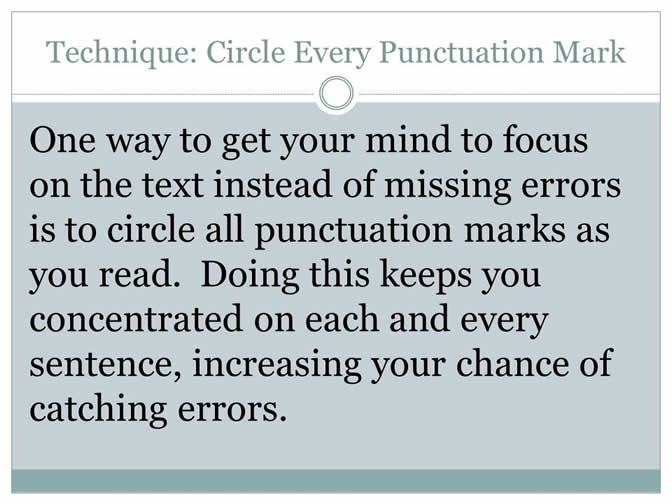 Technique: Circle Every Punctuation Mark
One way to get your mind to focus
on the text instead of missing errors
is to circle all punctuation marks as
you read.  Doing this keeps you
concentrated on each and every
sentence, increasing your chance of
catching errors.